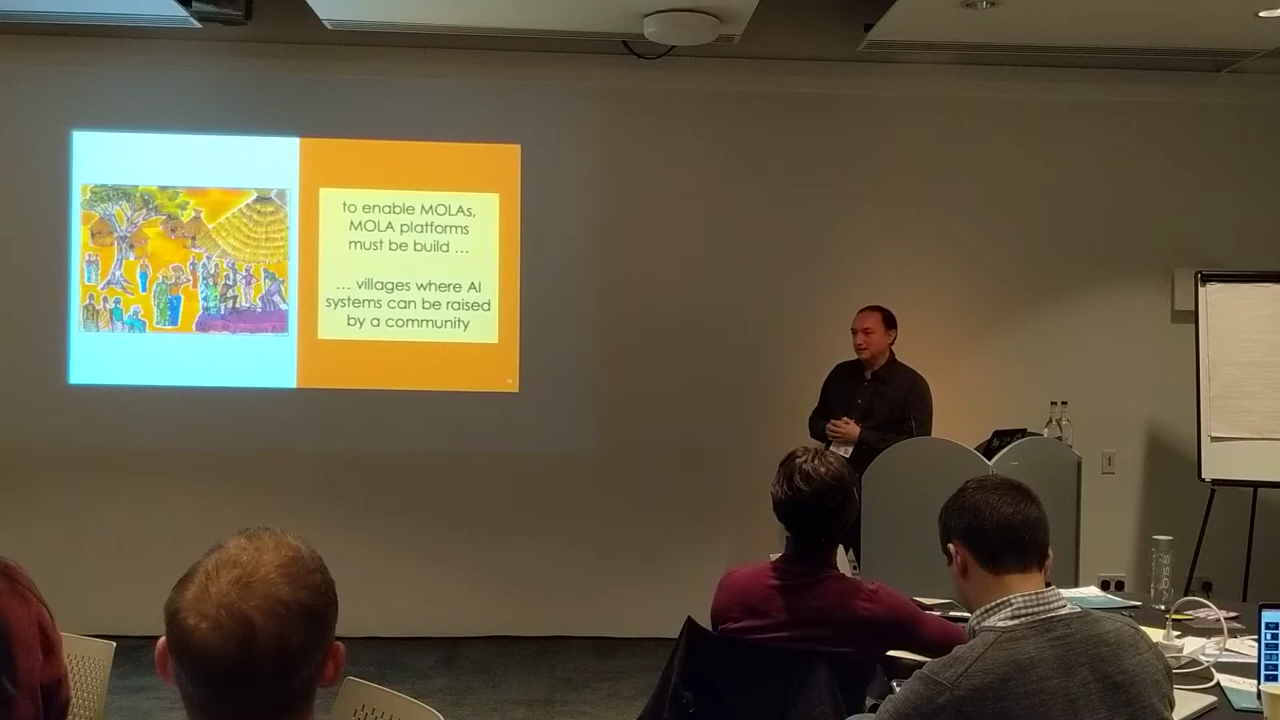 to enable MOLAs,
MOLA platforms
must be build ...
... villages where AI
systems can be raised
by a community